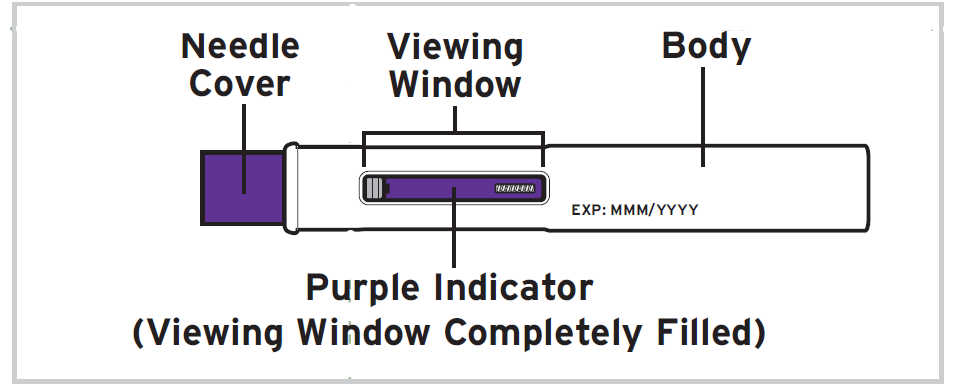 Needle
Cover
Viewing
Window
Body
EXP: MMM/YYYY
Purple Indicator
(Viewing Window Completely Filled)